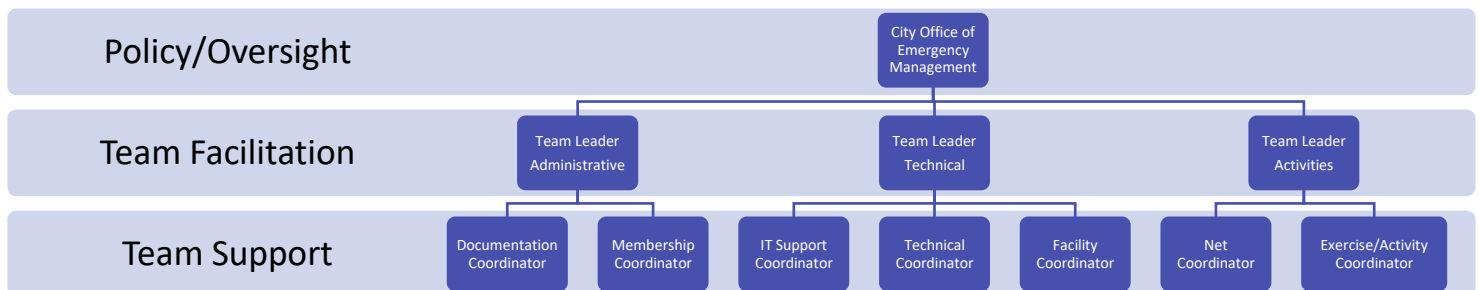 Policy/Oversight
City Office of
Emergency
Management
Team Facilitation
Team Leader
Administrative
Team Leader
Technical
Team Leader
Activities
Team Support
Documentation
Coordinator
Membership
Coordinator
IT Support
Coordinator
Technical
Coordinator
Facility
Coordinator
Net
Coordinator
Exercise/Activity
Coordinator